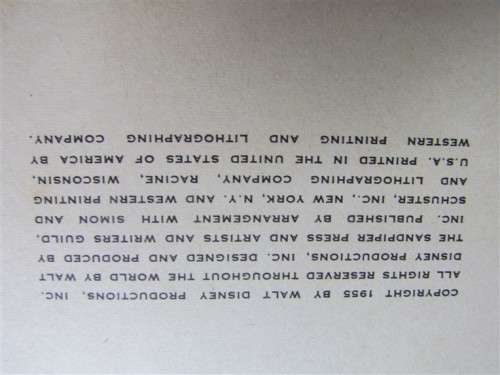 COPYRIGHT 1955 BY WALT DISNEY PRODUCTIONS, INC.
ALL RIGHTS RESERVED THROUGHOUT THE WORLD BY WALT
DISNEY PRODUCTIONS, INC. DESIGNED AND PRODUCED BY
THE SANDPIPER PRESS AND ARTISTS AND WRITERS GUILD,
INC. PUBLISHED BY ARRANGEMENT WITH SIMON AND
SCHUSTER, INC., NEW YORK, N.Y. AND WESTERN PRINTING
AND LITHOGRAPHING COMPANY, RACINE, WISCONSIN,
U.S.A. PRINTED IN THE UNITED STATES OF AMERICA BY
WESTERN PRINTING AND LITHOGRAPHING COMPANY.